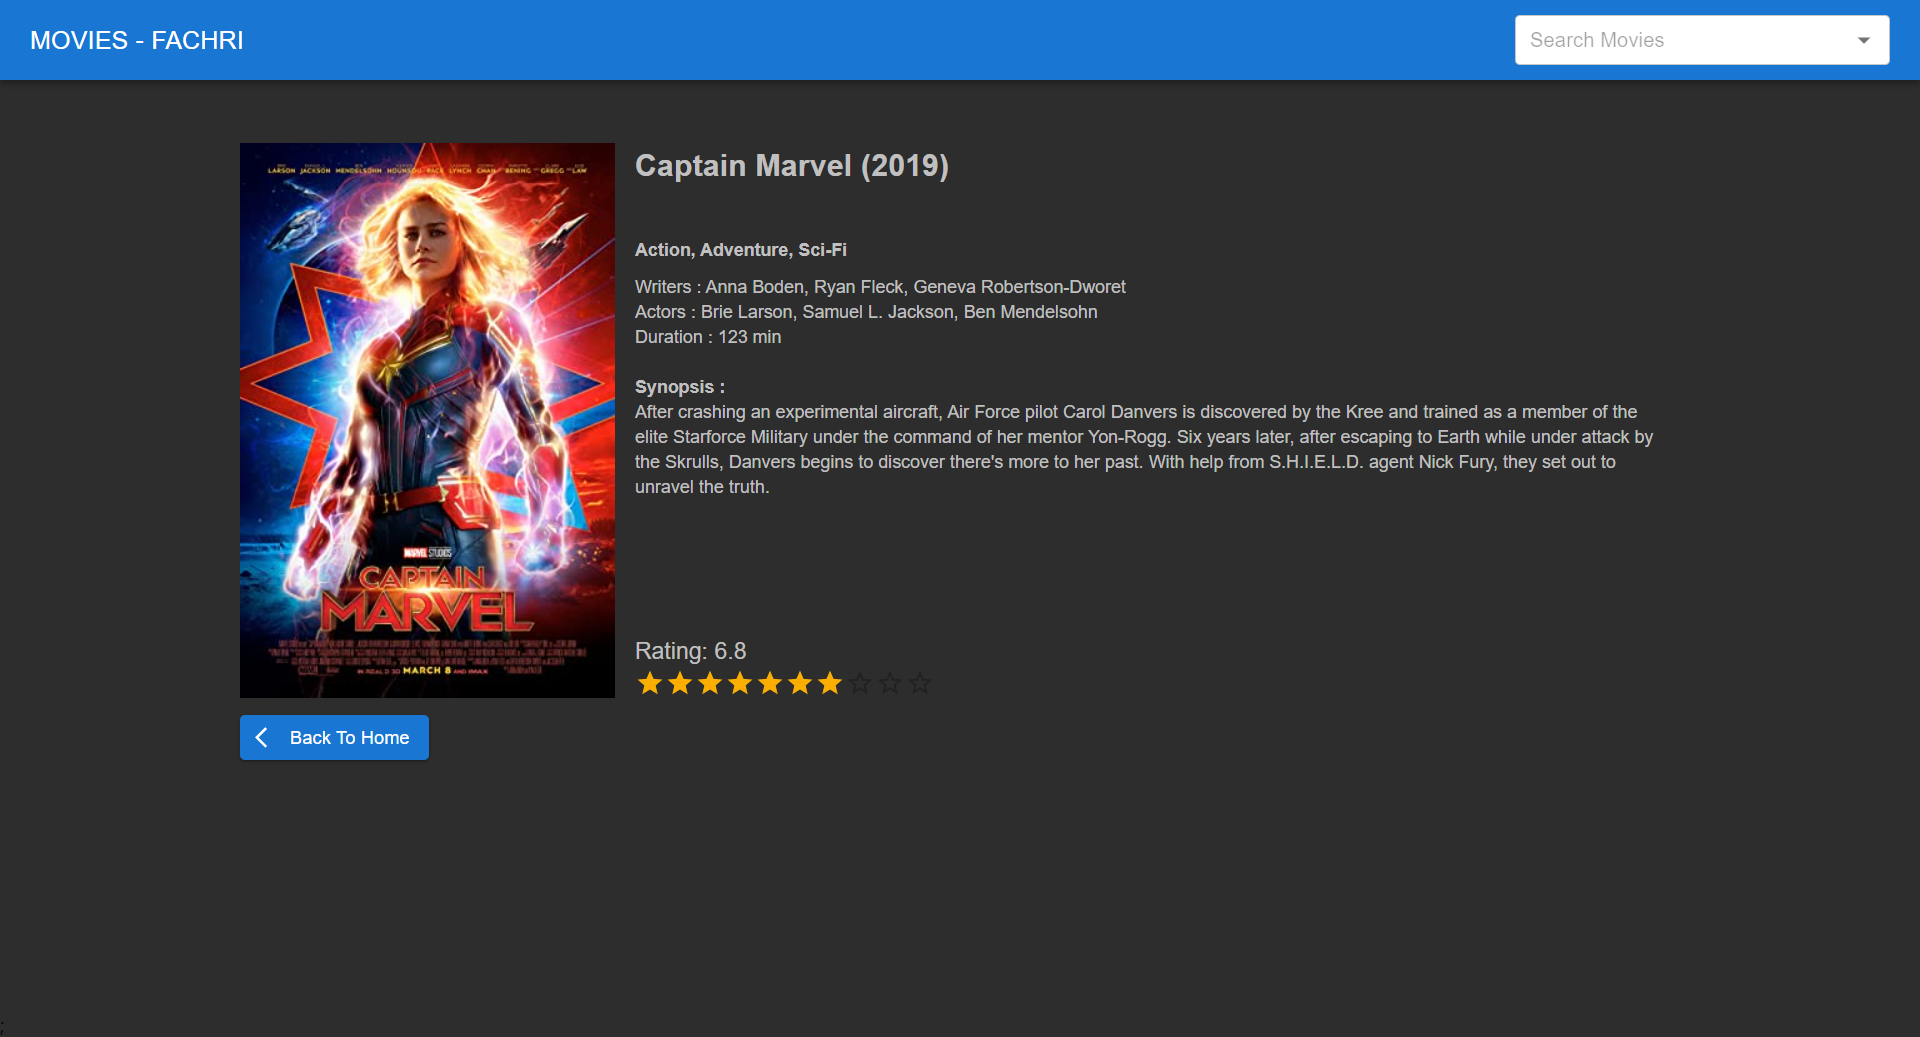 MOVIES - FACHRI
Search Movies
LARSON JACKSON MENDELSOHN HOUNSOU PACE LYNCH CHAN BENING GREGG LAW
MARVEL STUDIOS
CAPTAIN
MARVEL
IN REAL D 3D MARCH 8 AND IMAX
Captain Marvel (2019)
Action, Adventure, Sci-Fi
Writers : Anna Boden, Ryan Fleck, Geneva Robertson-Dworet
Actors : Brie Larson, Samuel L. Jackson, Ben Mendelsohn
Duration : 123 min
Synopsis :
After crashing an experimental aircraft, Air Force pilot Carol Danvers is discovered by the Kree and trained as a member of the
elite Starforce Military under the command of her mentor Yon-Rogg. Six years later, after escaping to Earth while under attack by
the Skrulls, Danvers begins to discover there's more to her past. With help from S.H.I.E.L.D. agent Nick Fury, they set out to
unravel the truth.
Rating: 6.8
Back To Home
;